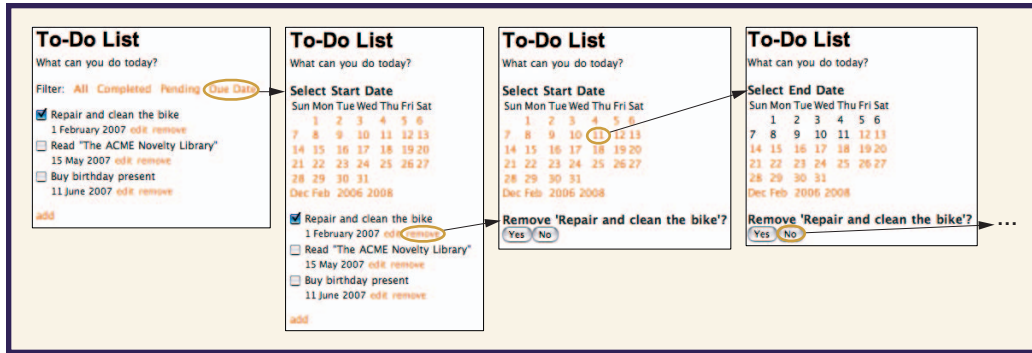 To-Do List
What can you do today?
Filter: All Completed Pending Due Date
Repair and clean the bike
1 February 2007 edit remove
Read "The ACME Novelty Library"
15 May 2007 edit remove
Buy birthday present
11 June 2007 edit remove
add
To-Do List
What can you do today?
Select Start Date
Sun Mon Tue Wed Thu Fri Sat
1 2 3 4 5 6
7 8 9 10 11 12 13
14 15 16 17 18 19 20
21 22 23 24 25 26 27
28 29 30 31
Dec Feb 2006 2008
Repair and clean the bike
1 February 2007 edit remove
Read "The ACME Novelty Library"
15 May 2007 edit remove
Buy birthday present
11 June 2007 edit remove
add
To-Do List
What can you do today?
Select Start Date
Sun Mon Tue Wed Thu Fri Sat
1 2 3 4 5 6
7 8 9 10 11 12 13
14 15 16 17 18 19 20
21 22 23 24 25 26 27
28 29 30 31
Dec Feb 2006 2008
Remove 'Repair and clean the bike'?
Yes No
To-Do List
What can you do today?
Select End Date
Sun Mon Tue Wed Thu Fri Sat
1 2 3 4 5 6
7 8 9 10 11 12 13
14 15 16 17 18 19 20
21 22 23 24 25 26 27
28 29 30 31
Dec Feb 2006 2008
Remove 'Repair and clean the bike'?
Yes No
...